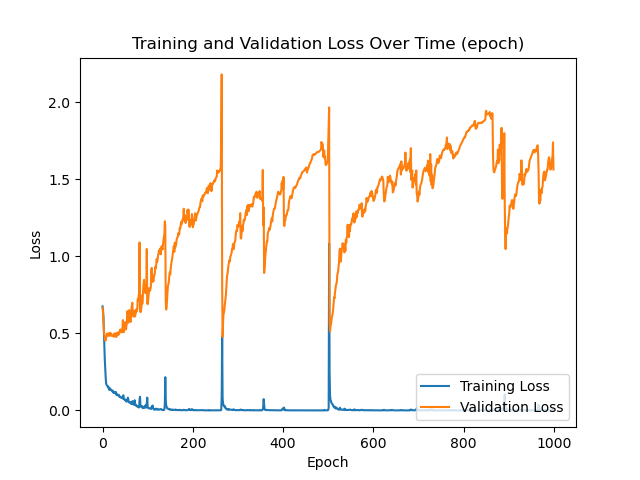 Training and Validation Loss Over Time (epoch)
2.0
1.5
1.0
0.5
0.0
Loss
Training Loss
Validation Loss
0 200 400 600 800 1000
Epoch